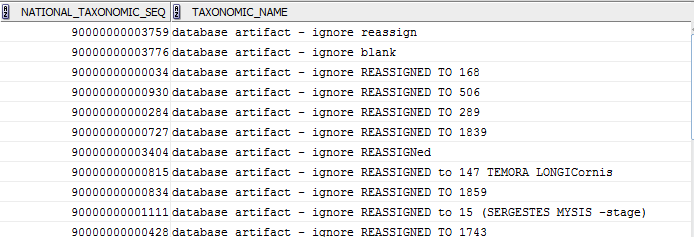 NATIONAL_TAXONOMIC_SEQ TAXONOMIC_NAME
90000000003759 database artifact - ignore reassign
90000000003776 database artifact - ignore blank
90000000000034 database artifact - ignore REASSIGNED TO 168
90000000000930 database artifact - ignore REASSIGNED TO 506
90000000000284 database artifact - ignore REASSIGNED TO 289
90000000000727 database artifact - ignore REASSIGNED TO 1839
90000000003404 database artifact - ignore REASSIGNed
90000000000815 database artifact - ignore REASSIGNED to 147 TEMORA LONGICornis
90000000000834 database artifact - ignore REASSIGNED TO 1859
90000000001111 database artifact - ignore REASSIGNED to 15 (SERGESTES MYSIS -stage)
90000000000428 database artifact - ignore REASSIGNED TO 1743